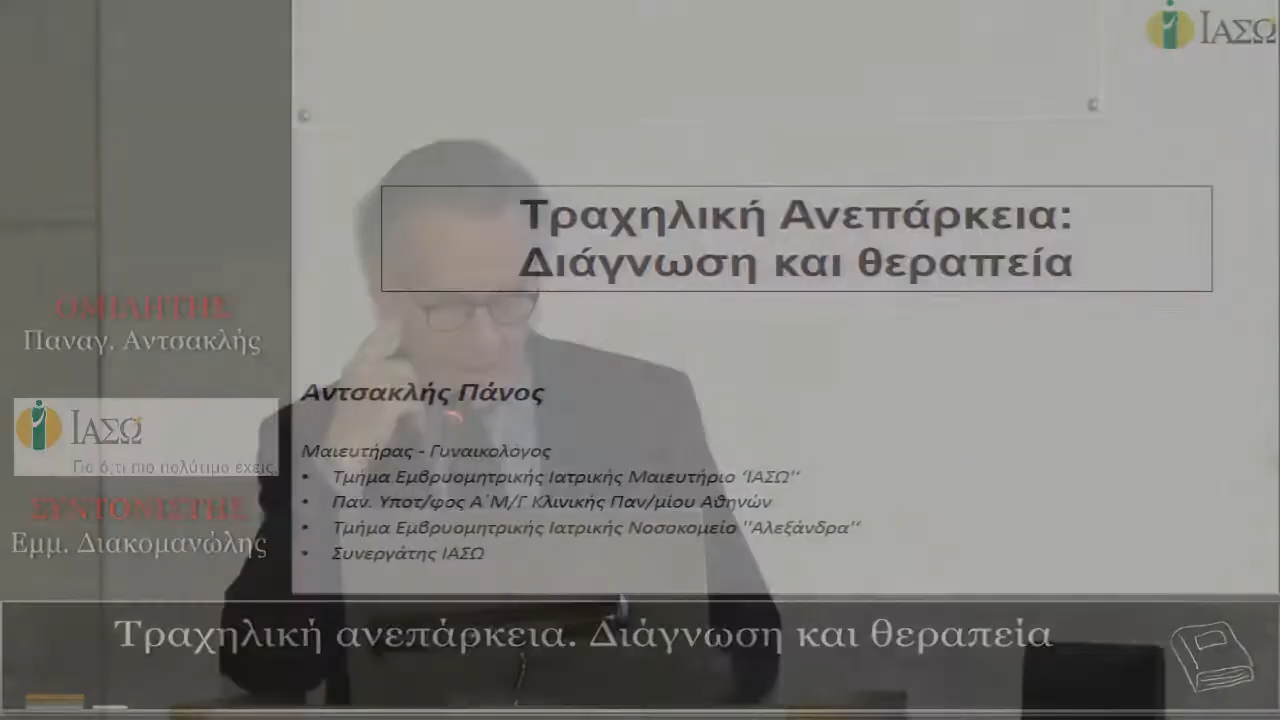 ΙΑΣΩ
Τραχηλική Ανεπάρκεια:
Διάγνωση και θεραπεία
ΟΜΙΛΗΤΗΣ
Παναγ. Αντσακλής
Αντσακλής Πάνος
ΙΑΣΩ
Για ό,τι πιο πολύτιμο έχεις.
Μαιευτήρας - Γυναικολόγος
• Τμήμα Εμβρυομητρικής Ιατρικής Μαιευτήριο ‘’ΙΑΣΩ’’
• Παν. Υποτ/φος Α΄Μ/Γ Κλινικής Παν/μίου Αθηνών
• Τμήμα Εμβρυομητρικής Ιατρικής Νοσοκομείο ‘’Αλεξάνδρα’’
• Συνεργάτης ΙΑΣΩ
ΣΥΝΤΟΝΙΣΤΗΣ
Εμμ. Διακομανώλης
Τραχηλική ανεπάρκεια. Διάγνωση και θεραπεία